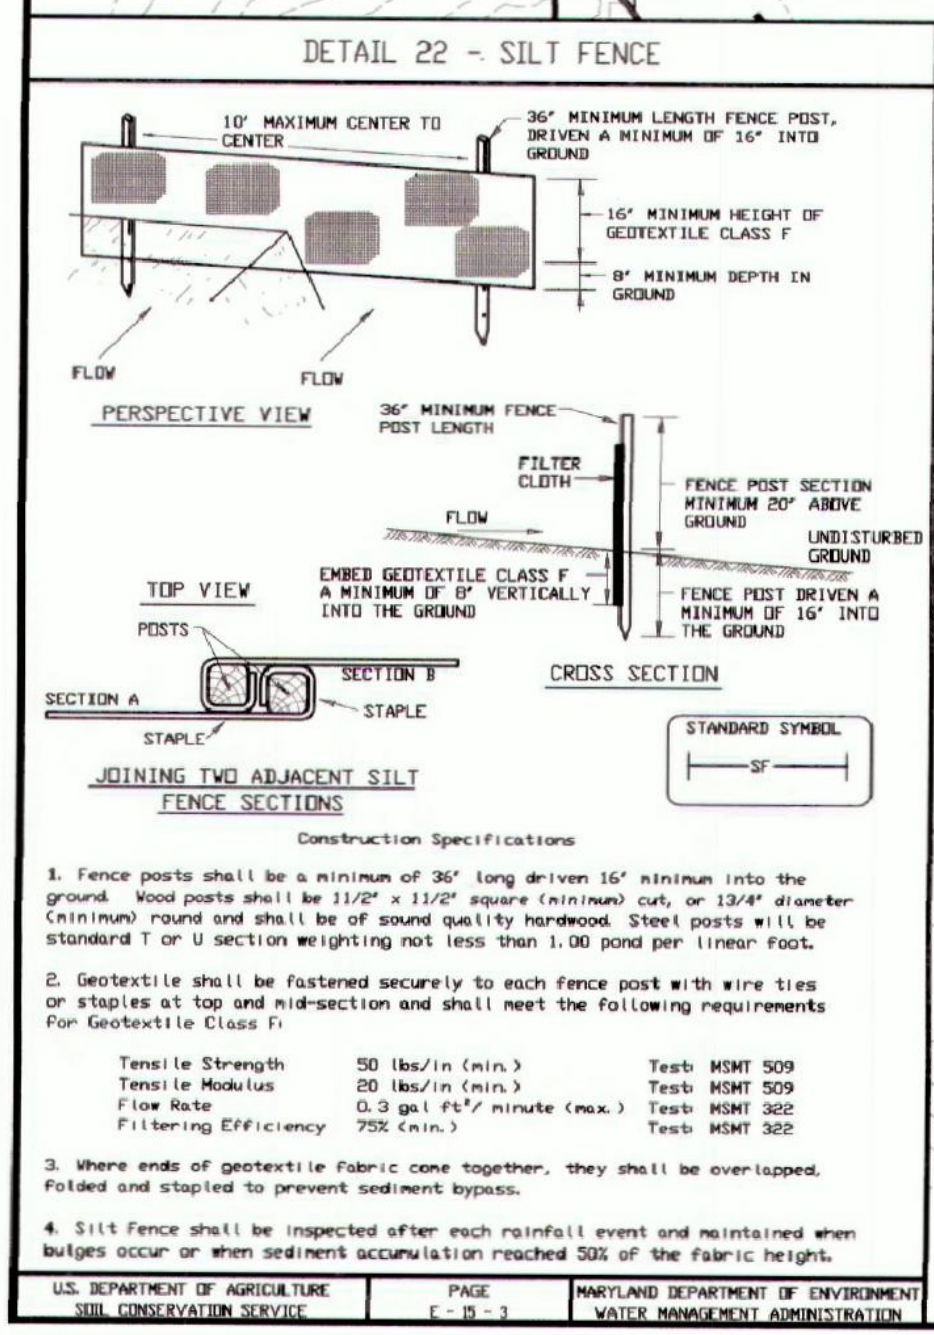 DETAIL 22 - SILT FENCE
10' MAXIMUM CENTER TO
CENTER
36" MINIMUM LENGTH FENCE POST,
DRIVEN A MINIMUM OF 16" INTO
GROUND
16" MINIMUM HEIGHT OF
GEOTEXTILE CLASS F
8" MINIMUM DEPTH IN
GROUND
FLOW
FLOW
PERSPECTIVE VIEW
36" MINIMUM FENCE
POST LENGTH
FILTER
CLOTH
FLOW
FENCE POST SECTION
MINIMUM 20" ABOVE
GROUND
UNDISTURBED
GROUND
EMBED GEOTEXTILE CLASS F
A MINIMUM OF 8" VERTICALLY
INTO THE GROUND
FENCE POST DRIVEN A
MINIMUM OF 16" INTO
THE GROUND
CROSS SECTION
TOP VIEW
POSTS
SECTION B
SECTION A
STAPLE
STAPLE
JOINING TWO ADJACENT SILT
FENCE SECTIONS
STANDARD SYMBOL
SF
Construction Specifications
1. Fence posts shall be a minimum of 36" long driven 16" minimum into the
ground. Wood posts shall be 11/2" x 11/2" square (minimum) cut, or 13/4" diameter
(minimum) round and shall be of sound quality hardwood. Steel posts will be
standard T or U section weighting not less than 1.00 pond per linear foot.
2. Geotextile shall be fastened securely to each fence post with wire ties
or staples at top and mid-section and shall meet the following requirements
for Geotextile Class F:
Tensile Strength 50 lbs/in (min.) Test: MSMT 509
Tensile Modulus 20 lbs/in (min.) Test: MSMT 509
Flow Rate 0.3 gal ft²/ minute (max.) Test: MSMT 322
Filtering Efficiency 75% (min.) Test: MSMT 322
3. Where ends of geotextile fabric come together, they shall be overlapped,
folded and stapled to prevent sediment bypass.
4. Silt Fence shall be inspected after each rainfall event and maintained when
bulges occur or when sediment accumulation reached 50% of the fabric height.
U.S. DEPARTMENT OF AGRICULTURE
SOIL CONSERVATION SERVICE
PAGE
E - 15 - 3
MARYLAND DEPARTMENT OF ENVIRONMENT
WATER MANAGEMENT ADMINISTRATION